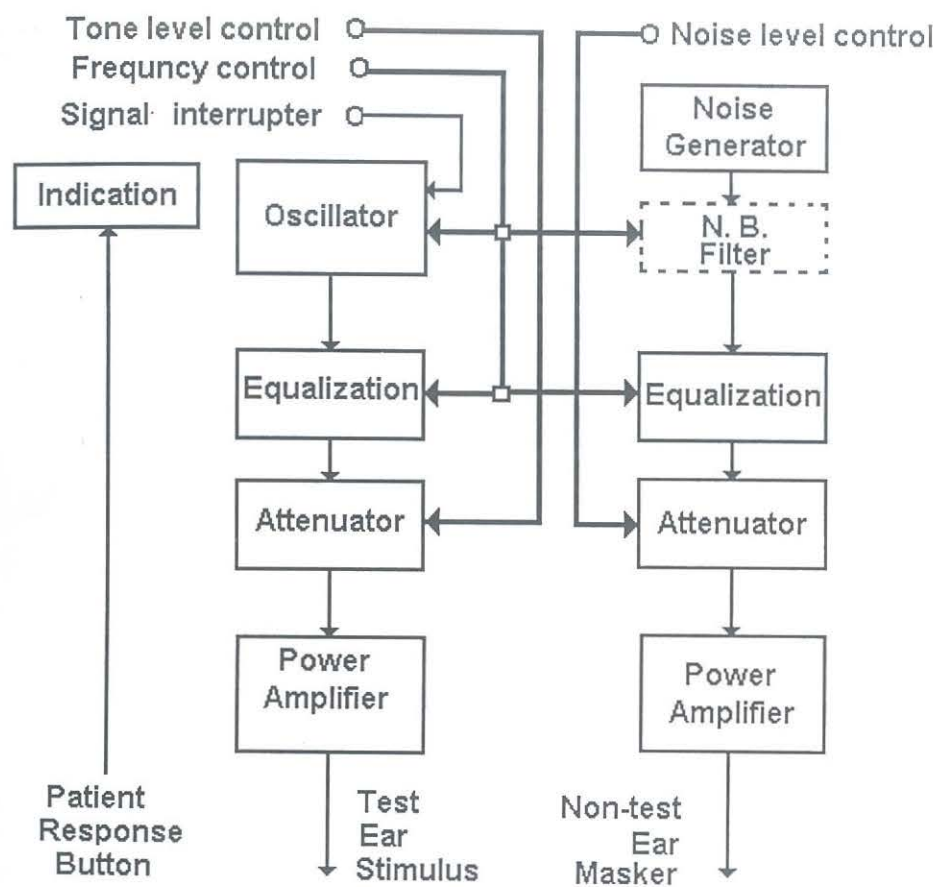 Tone level control
Noise level control
Frequncy control
Signal interrupter
Noise
Generator
Indication
Oscillator
N. B.
Filter
Equalization
Equalization
Attenuator
Attenuator
Power
Amplifier
Power
Amplifier
Patient
Response
Button
Test
Ear
Stimulus
Non-test
Ear
Masker